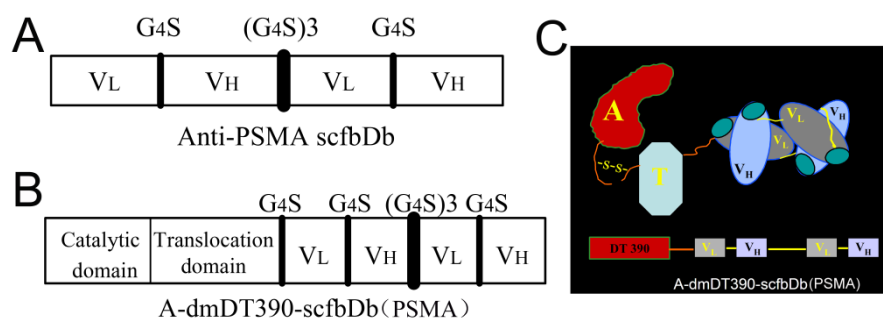 A
G4S (G4S)3 G4S
VL VH VL VH
Anti-PSMA scfbDb
B
G4S G4S (G4S)3 G4S
Catalytic domain Translocation domain VL VH VL VH
A-dmDT390-scfbDb(PSMA)
C
A
-S-S-
T
VH
VL
VL
VH
DT 390 VL VH VL VH
A-dmDT390-scfbDb(PSMA)